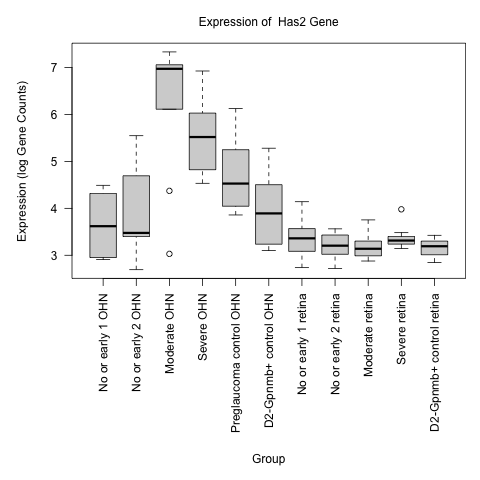 Expression of  Has2 Gene
Expression (log Gene Counts)
7
6
5
4
3
No or early 1 OHN
No or early 2 OHN
Moderate OHN
Severe OHN
Preglaucoma control OHN
D2-Gpnmb+ control OHN
No or early 1 retina
No or early 2 retina
Moderate retina
Severe retina
D2-Gpnmb+ control retina
Group